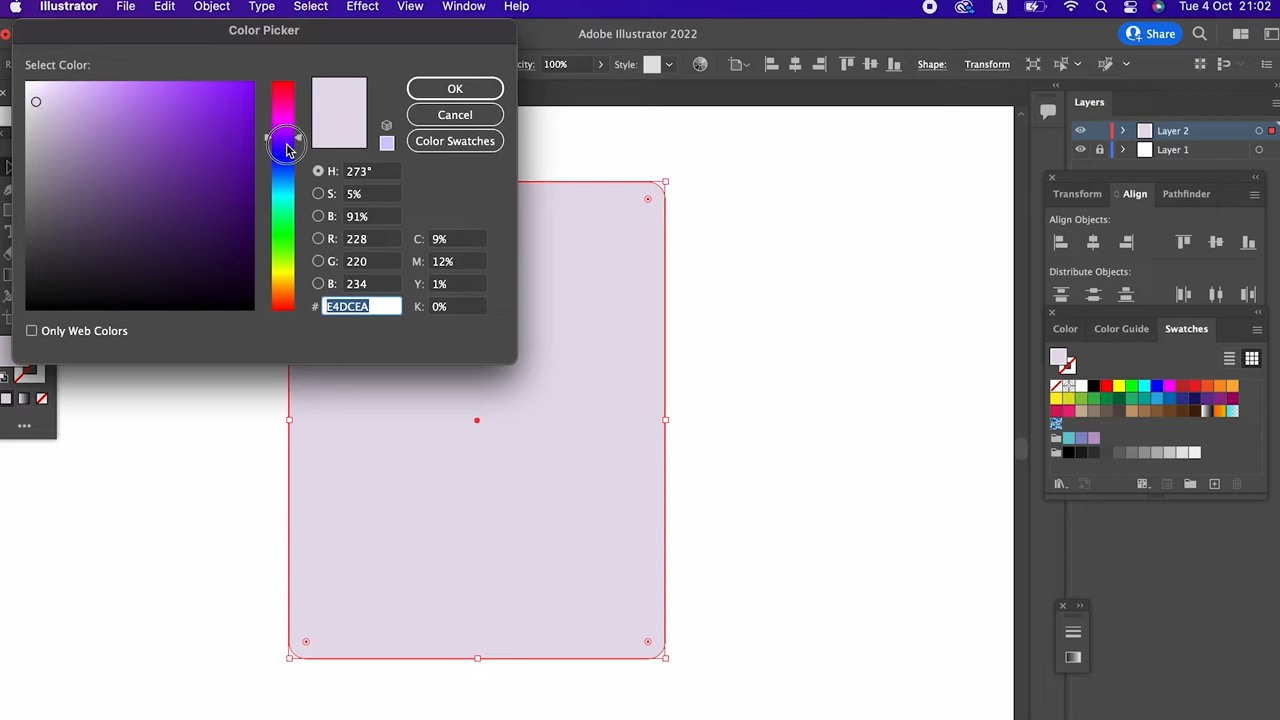 Illustrator File Edit Object Type Select Effect View Window Help A Tue 4 Oct 21:02
Color Picker
Adobe Illustrator 2022 Share
100% Style: Shape: Transform
Select Color:
OK
Cancel
Color Swatches
H: 273°
S: 5%
B: 91%
R: 228 C: 9%
G: 220 M: 12%
B: 234 Y: 1%
# E4DCEA K: 0%
Only Web Colors
Layers
Layer 2
Layer 1
Transform Align Pathfinder
Align Objects:
Distribute Objects:
Color Color Guide Swatches